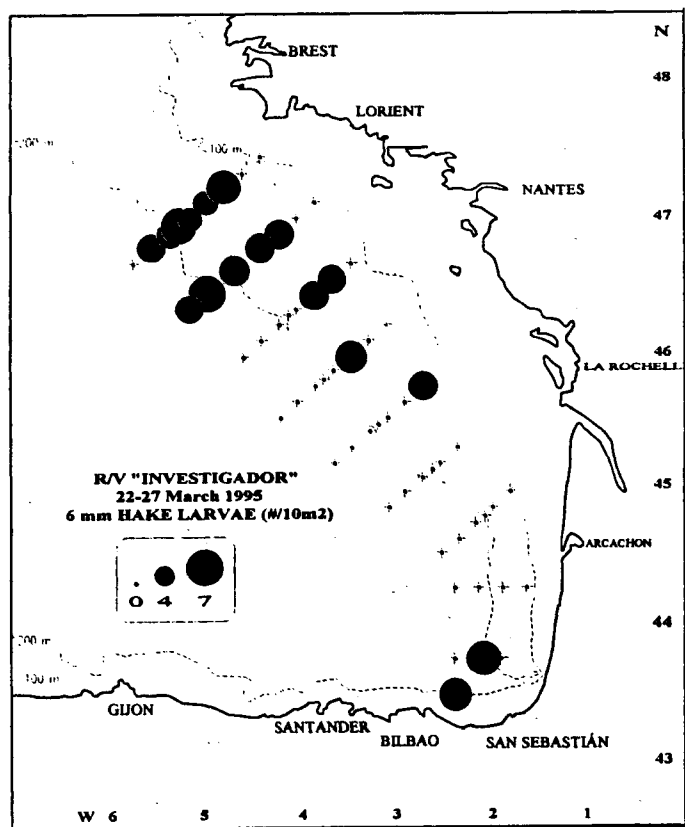 N
BREST
48
LORIENT
200 m
100 m
NANTES
47
46
LA ROCHELL
R/V "INVESTIGADOR"
22-27 March 1995
6 mm HAKE LARVAE (#/10m2)
45
ARCACHON
0 4 7
44
200 m
100 m
GIJON
SANTANDER
BILBAO
SAN SEBASTIÁN
43
W 6 5 4 3 2 1